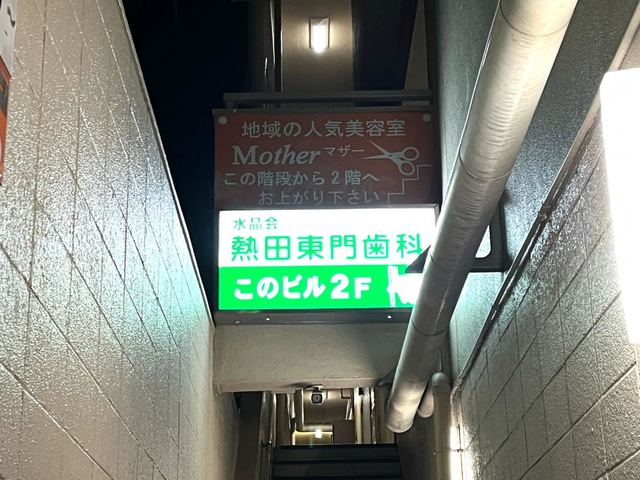 地域の人気美容室
Mother マザー
この階段から2階へ
お上がり下さい
水晶会
熱田東門歯科
このビル2F